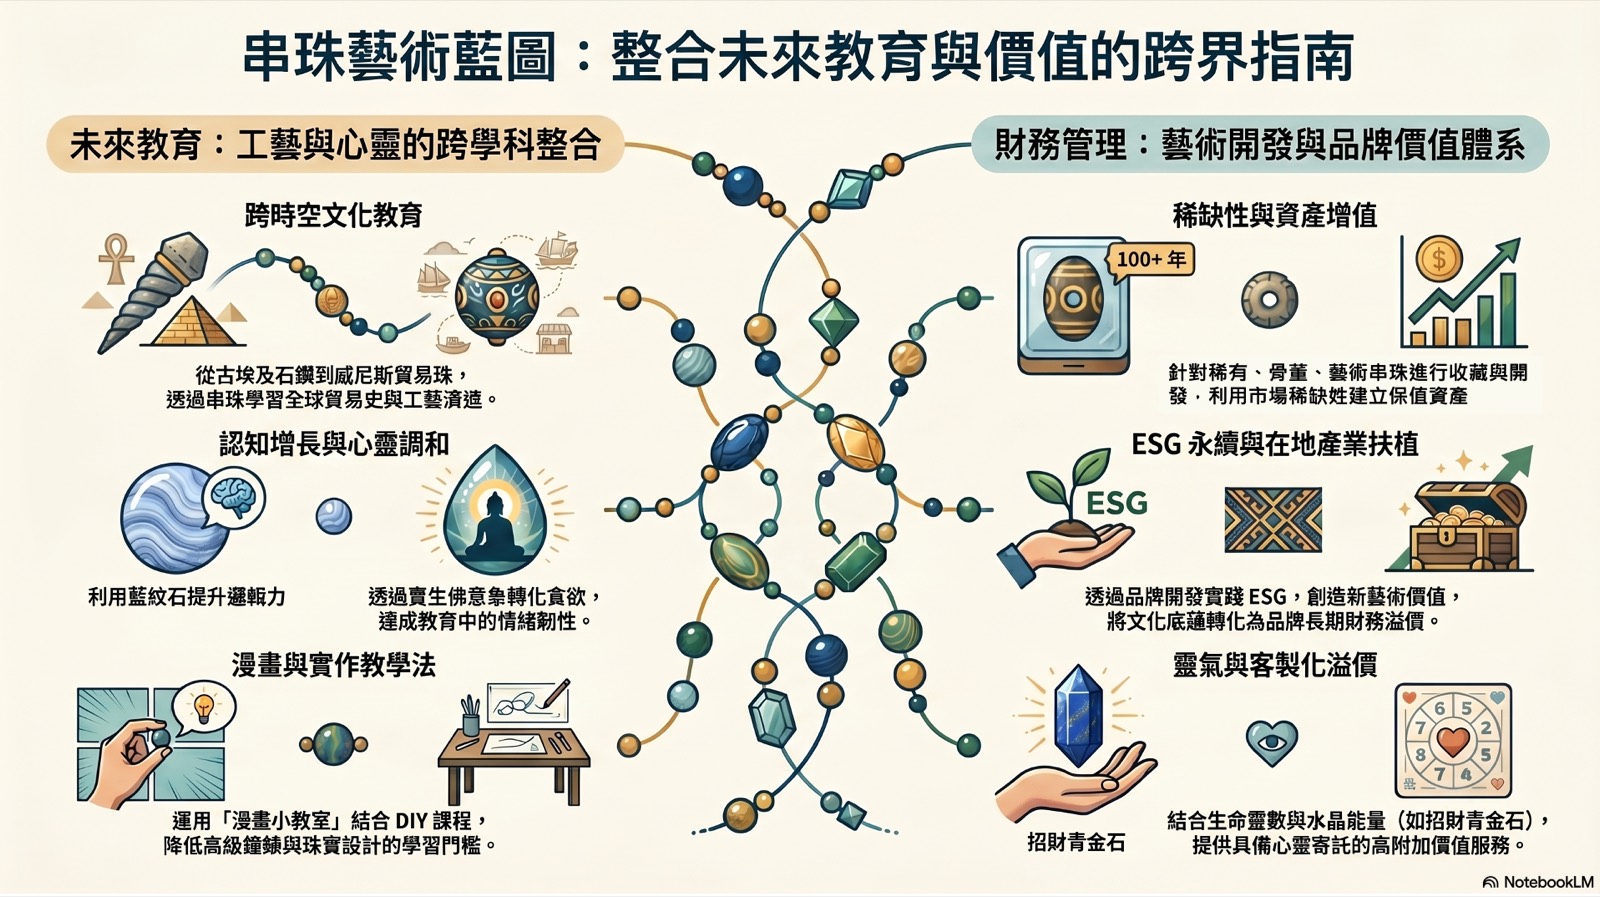 串珠藝術藍圖：整合未來教育與價值的跨界指南
未來教育：工藝與心靈的跨學科整合
跨時空文化教育
從古埃及石鑽到威尼斯貿易珠，
透過串珠學習全球貿易史與工藝
認知增長與心靈調和
利用藍紋石提升
透過 生佛意象轉化貪欲，
達成教育中的情緒 性。
漫畫與實作教學法
運用「漫畫小教室」結合 DIY 課程，
降低高級 與珠寶設計的學習門檻。
財務管理：藝術開發與品牌價值體系
稀缺性與資產增值
100+ 年
$
針對稀有、骨董、藝術串珠進行收藏與開
發，利用市場稀缺姓建立保值資產
ESG 永續與在地產業扶植
ESG
透過品牌開發實踐 ESG，創造新藝術價值，
將文化底 轉化為品牌長期財務溢價。
靈氣與客製化溢價
招財青金石
6 5
7 2
8 5
7 4
結合生命靈數與水晶能量（如招財青金石），
提供具備心靈寄託的高附加價值服務。
NotebookLM